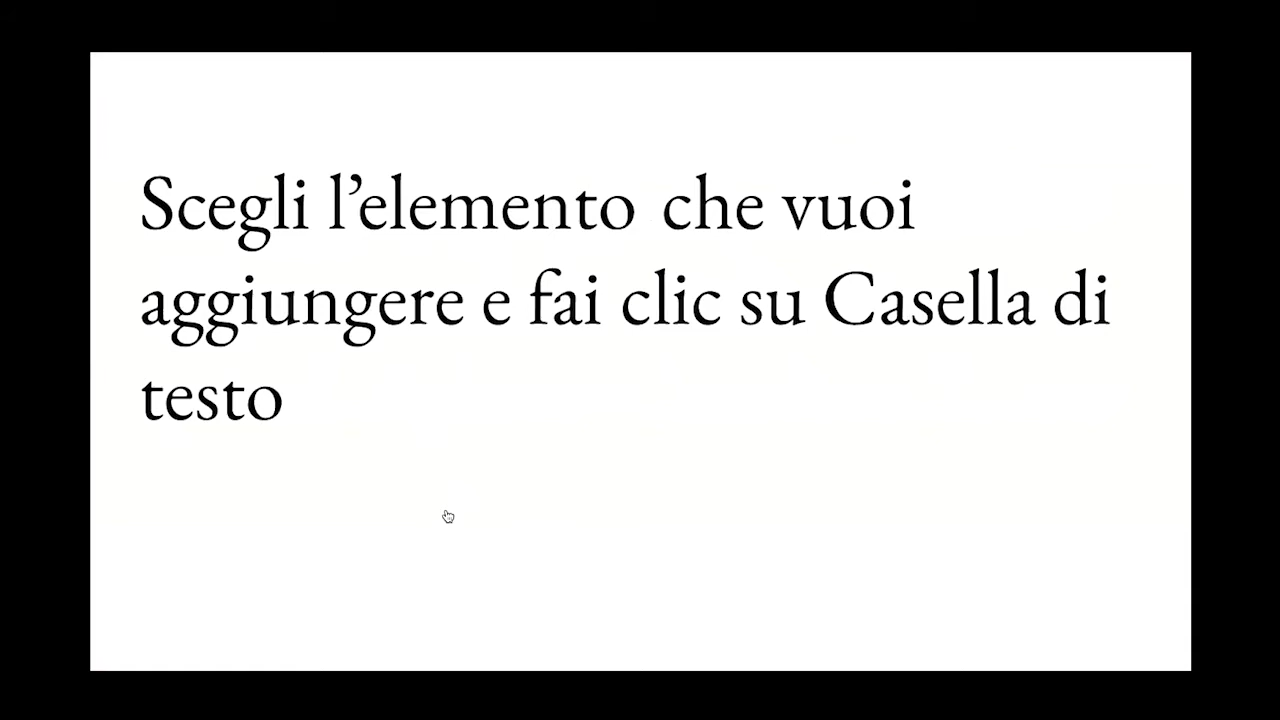 Scegli l’elemento che vuoi
aggiungere e fai clic su Casella di
testo